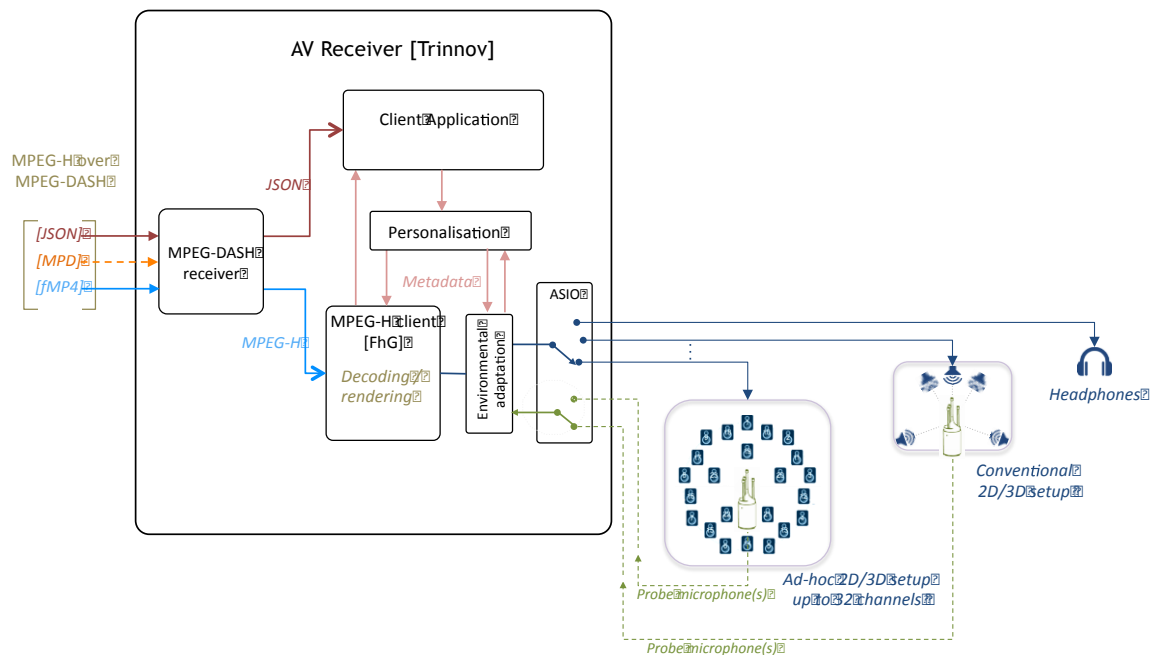 AV Receiver [Trinnov]
Client Application
MPEG-H over
MPEG-DASH
JSON
[JSON]
[MPD]
[fMP4]
MPEG-DASH
receiver
Personalisation
Metadata
ASIO
MPEG-H
MPEG-H client
[FhG]
Decoding /
rendering
Environmental
adaptation
Headphones
Conventional
2D/3D setup
Ad-hoc 2D/3D setup
up to 32 channels
Probe microphone(s)
Probe microphone(s)